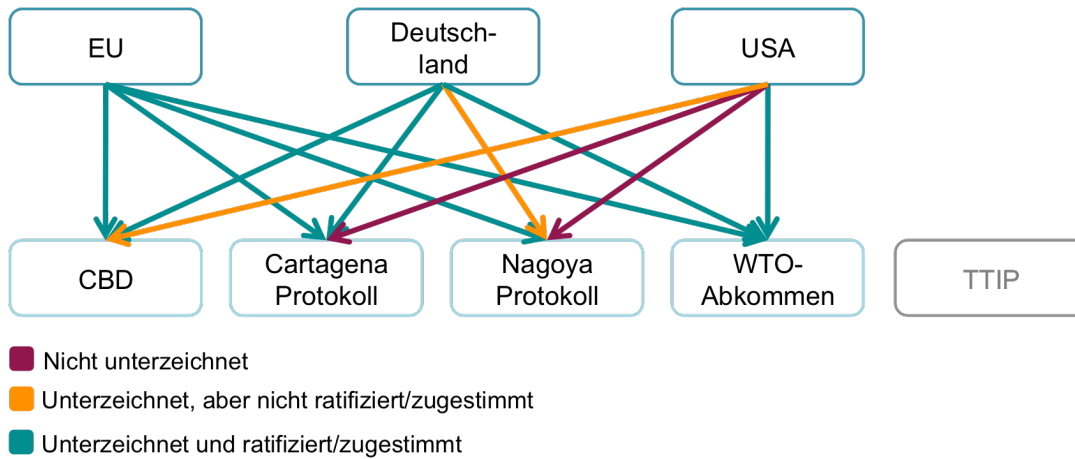 EU
Deutsch-
land
USA
CBD
Cartagena
Protokoll
Nagoya
Protokoll
WTO-
Abkommen
TTIP
Nicht unterzeichnet
Unterzeichnet, aber nicht ratifiziert/zugestimmt
Unterzeichnet und ratifiziert/zugestimmt